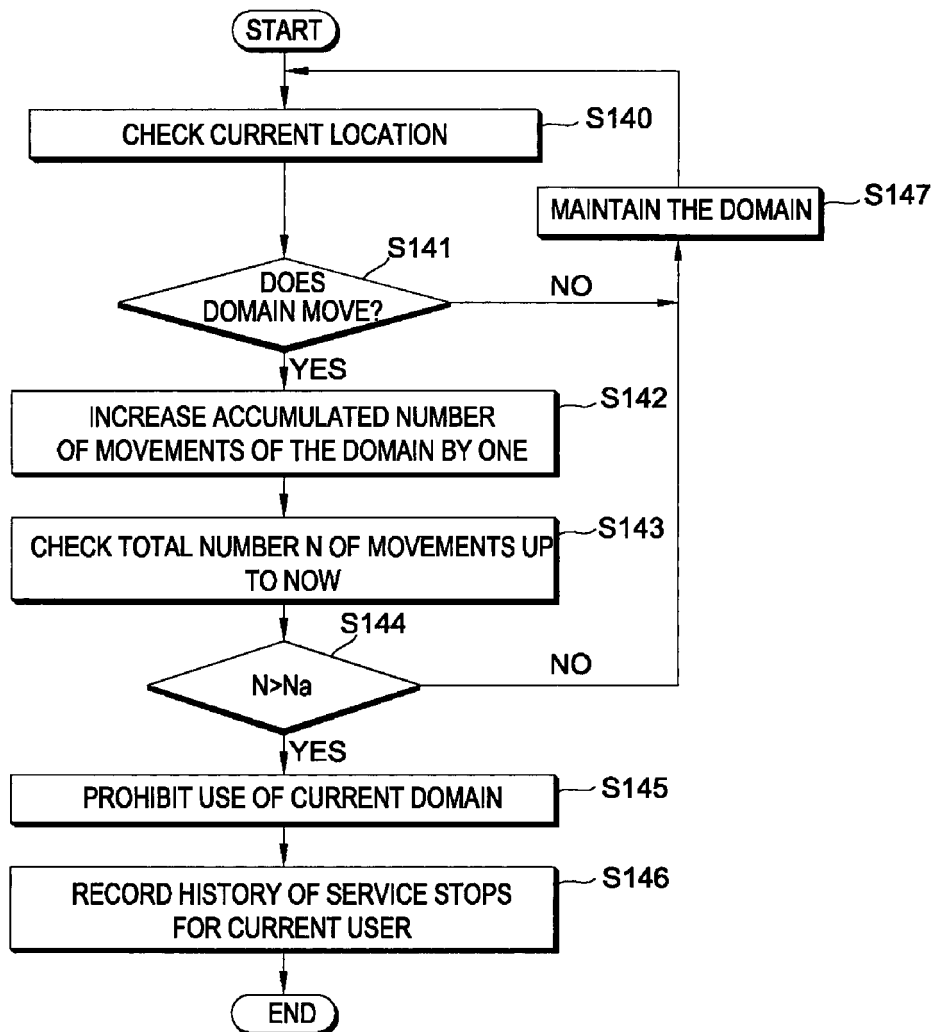 START
CHECK CURRENT LOCATION
S140
MAINTAIN THE DOMAIN
S147
S141
DOES
DOMAIN MOVE?
NO
YES
INCREASE ACCUMULATED NUMBER
OF MOVEMENTS OF THE DOMAIN BY ONE
S142
CHECK TOTAL NUMBER N OF MOVEMENTS UP
TO NOW
S143
S144
N>Na
NO
YES
PROHIBIT USE OF CURRENT DOMAIN
S145
RECORD HISTORY OF SERVICE STOPS
FOR CURRENT USER
S146
END